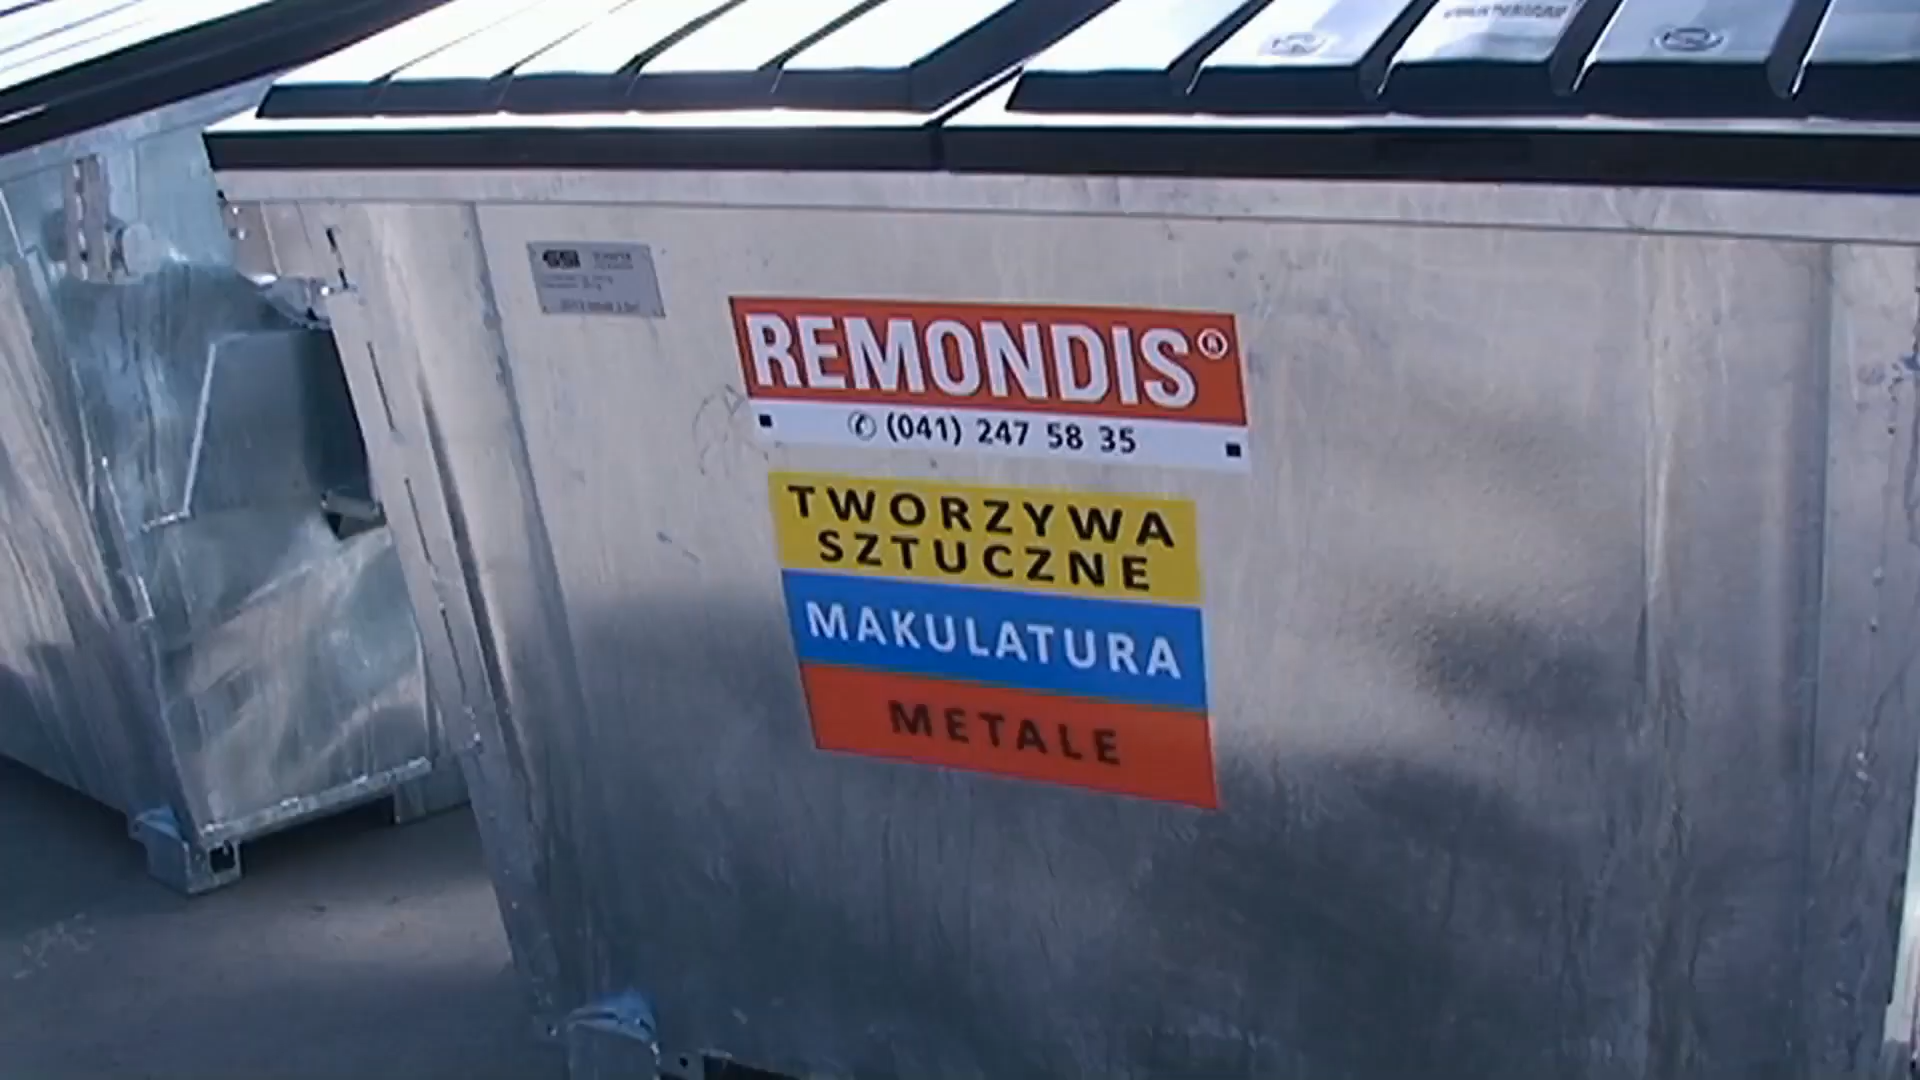 REMONDIS®
✆ (041) 247 58 35
TWORZYWA
SZTUCZNE
MAKULATURA
METALE